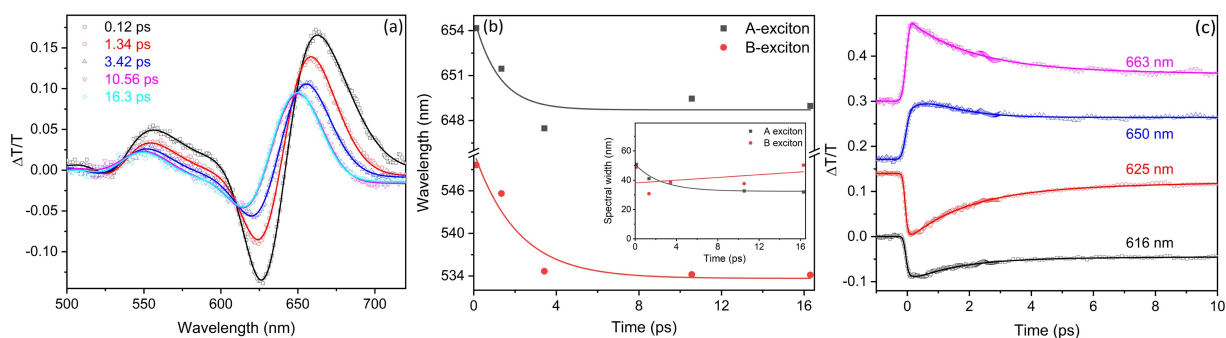 (a)
0.12 ps
1.34 ps
3.42 ps
10.56 ps
16.3 ps
0.15
0.10
0.05
0.00
-0.05
-0.10
ΔT/T
500 550 600 650 700
Wavelength (nm)
(b)
A-exciton
B-exciton
654
651
648
546
540
534
Wavelength (nm)
0 2 4 6 8 10 12 14 16
Time (ps)
A exciton
B exciton
60
40
20
0
Spectral width (nm)
0 4 8 12 16
Time (ps)
(c)
663 nm
650 nm
625 nm
616 nm
0.4
0.3
0.2
0.1
0.0
-0.1
ΔT/T
0 2 4 6 8 10
Time (ps)